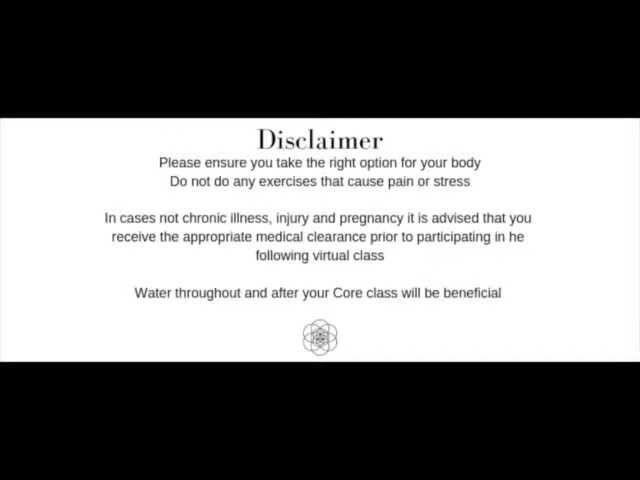 Disclaimer
Please ensure you take the right option for your body
Do not do any exercises that cause pain or stress
In cases not chronic illness, injury and pregnancy it is advised that you
receive the appropriate medical clearance prior to participating in he
following virtual class
Water throughout and after your Core class will be beneficial